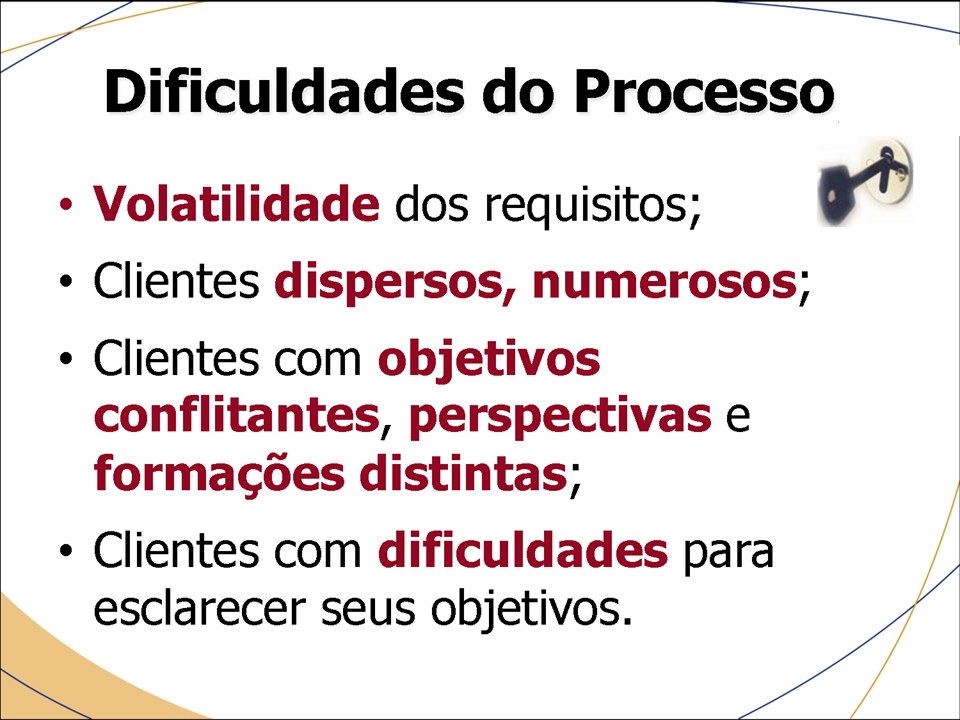 Dificuldades do Processo
• Volatilidade dos requisitos;
• Clientes dispersos, numerosos;
• Clientes com objetivos
conflitantes, perspectivas e
formações distintas;
• Clientes com dificuldades para
esclarecer seus objetivos.